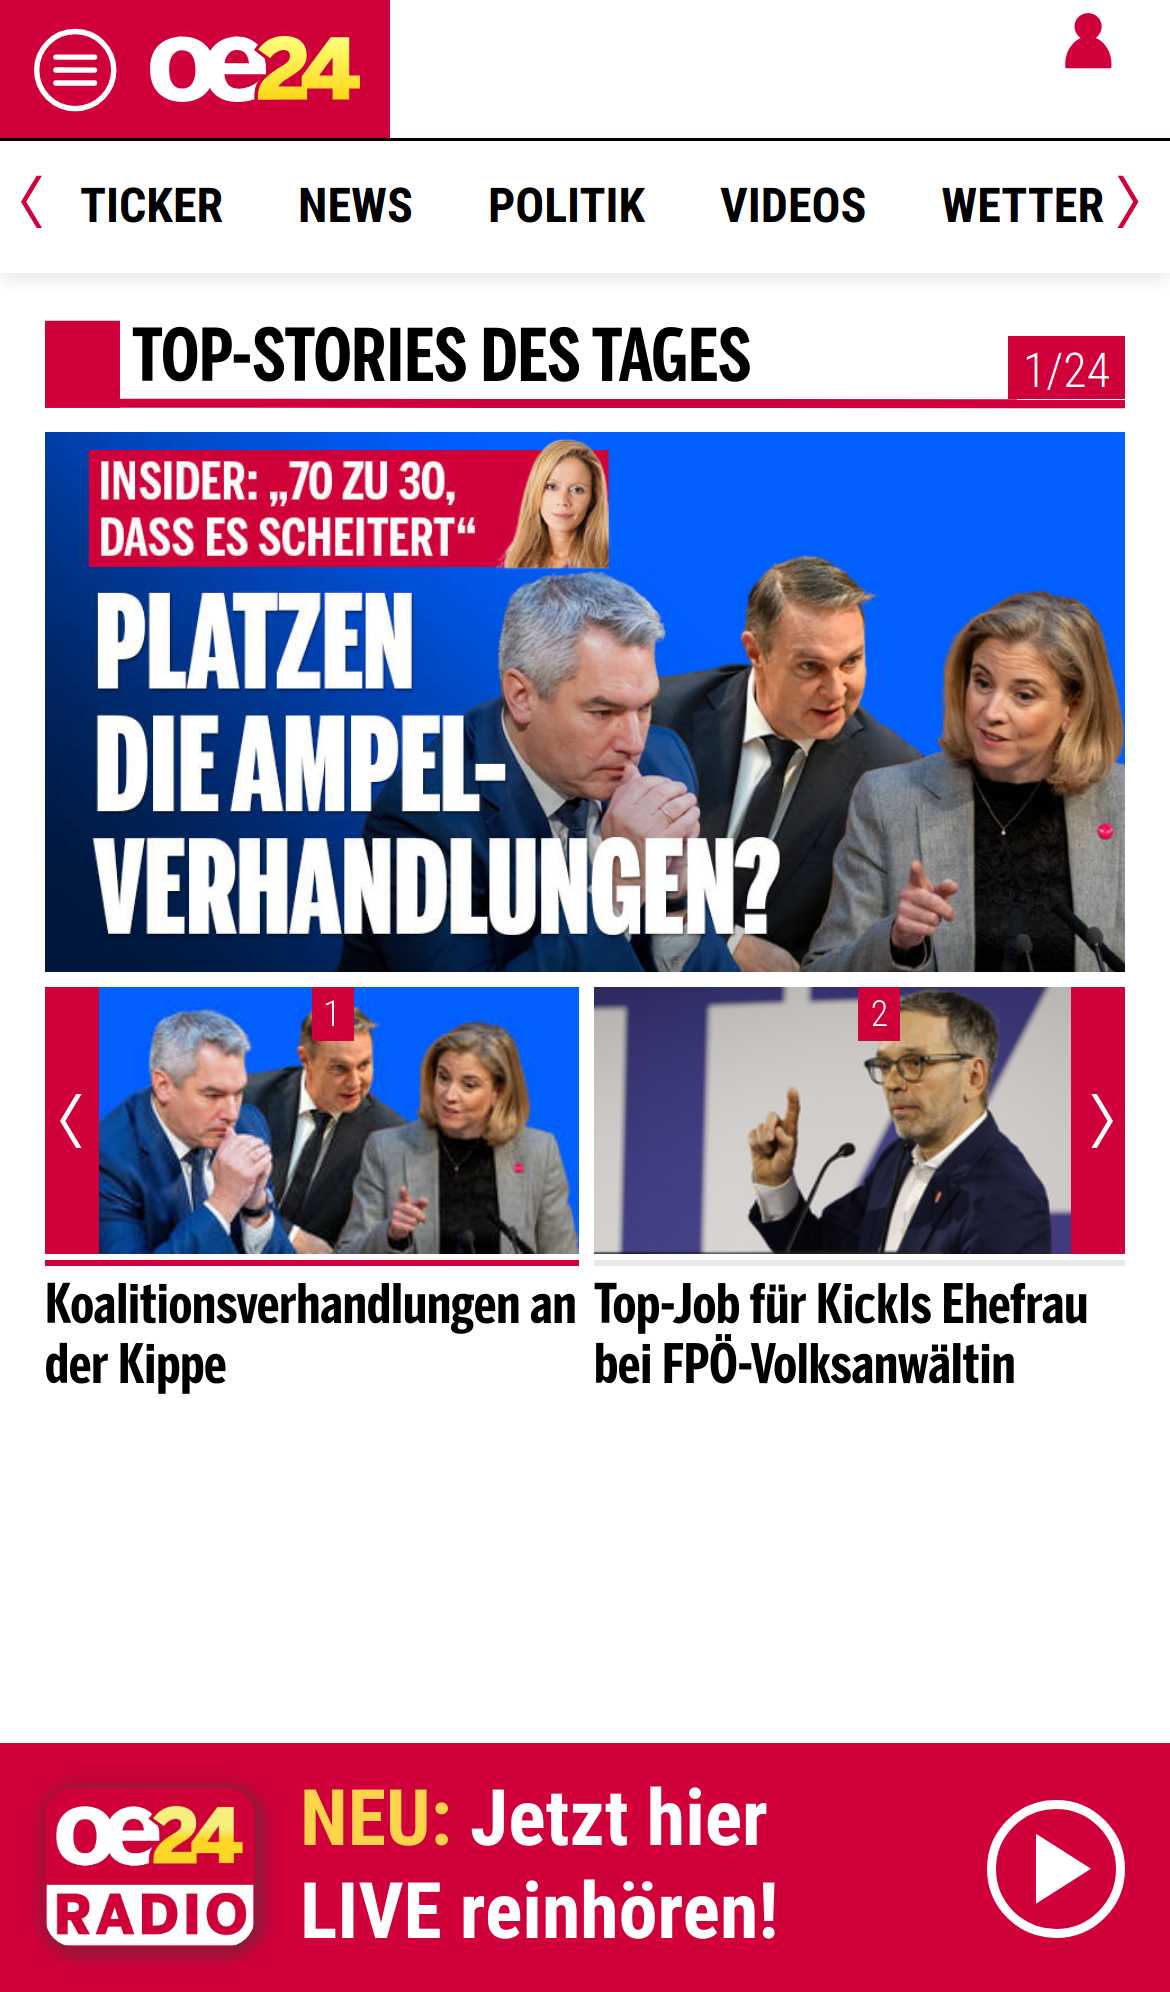 oe24
TICKER NEWS POLITIK VIDEOS WETTER
TOP-STORIES DES TAGES
1/24
INSIDER: „70 ZU 30,
DASS ES SCHEITERT“
PLATZEN
DIE AMPEL-
VERHANDLUNGEN?
1
2
Koalitionsverhandlungen an
der Kippe
Top-Job für Kickls Ehefrau
bei FPÖ-Volksanwältin
oe24
RADIO
NEU: Jetzt hier
LIVE reinhören!